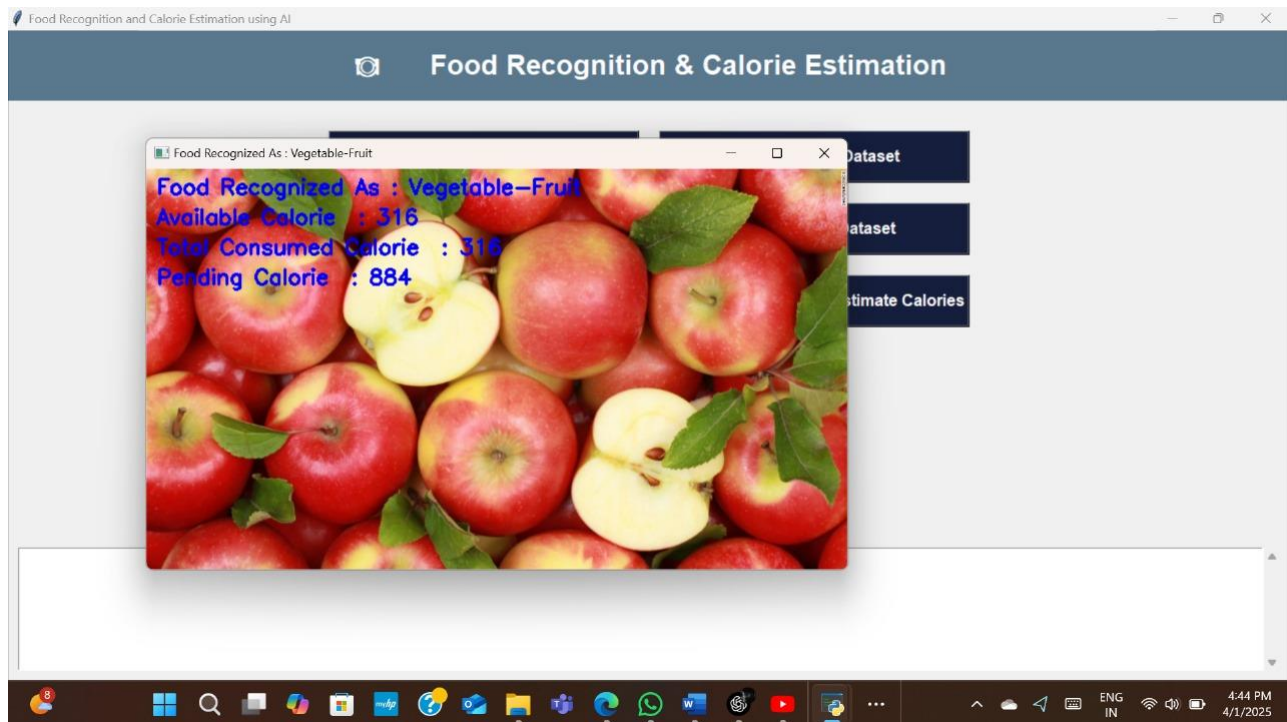 Food Recognition and Calorie Estimation using AI
Food Recognition & Calorie Estimation
Dataset
Food Recognized As : Vegetable-Fruit
Food Recognized As : Vegetable-Fruit
Available Calorie : 316
Total Consumed Calorie : 316
Pending Calorie : 884
ataset
stimate Calories
8
myhp
ENG
IN
4:44 PM
4/1/2025